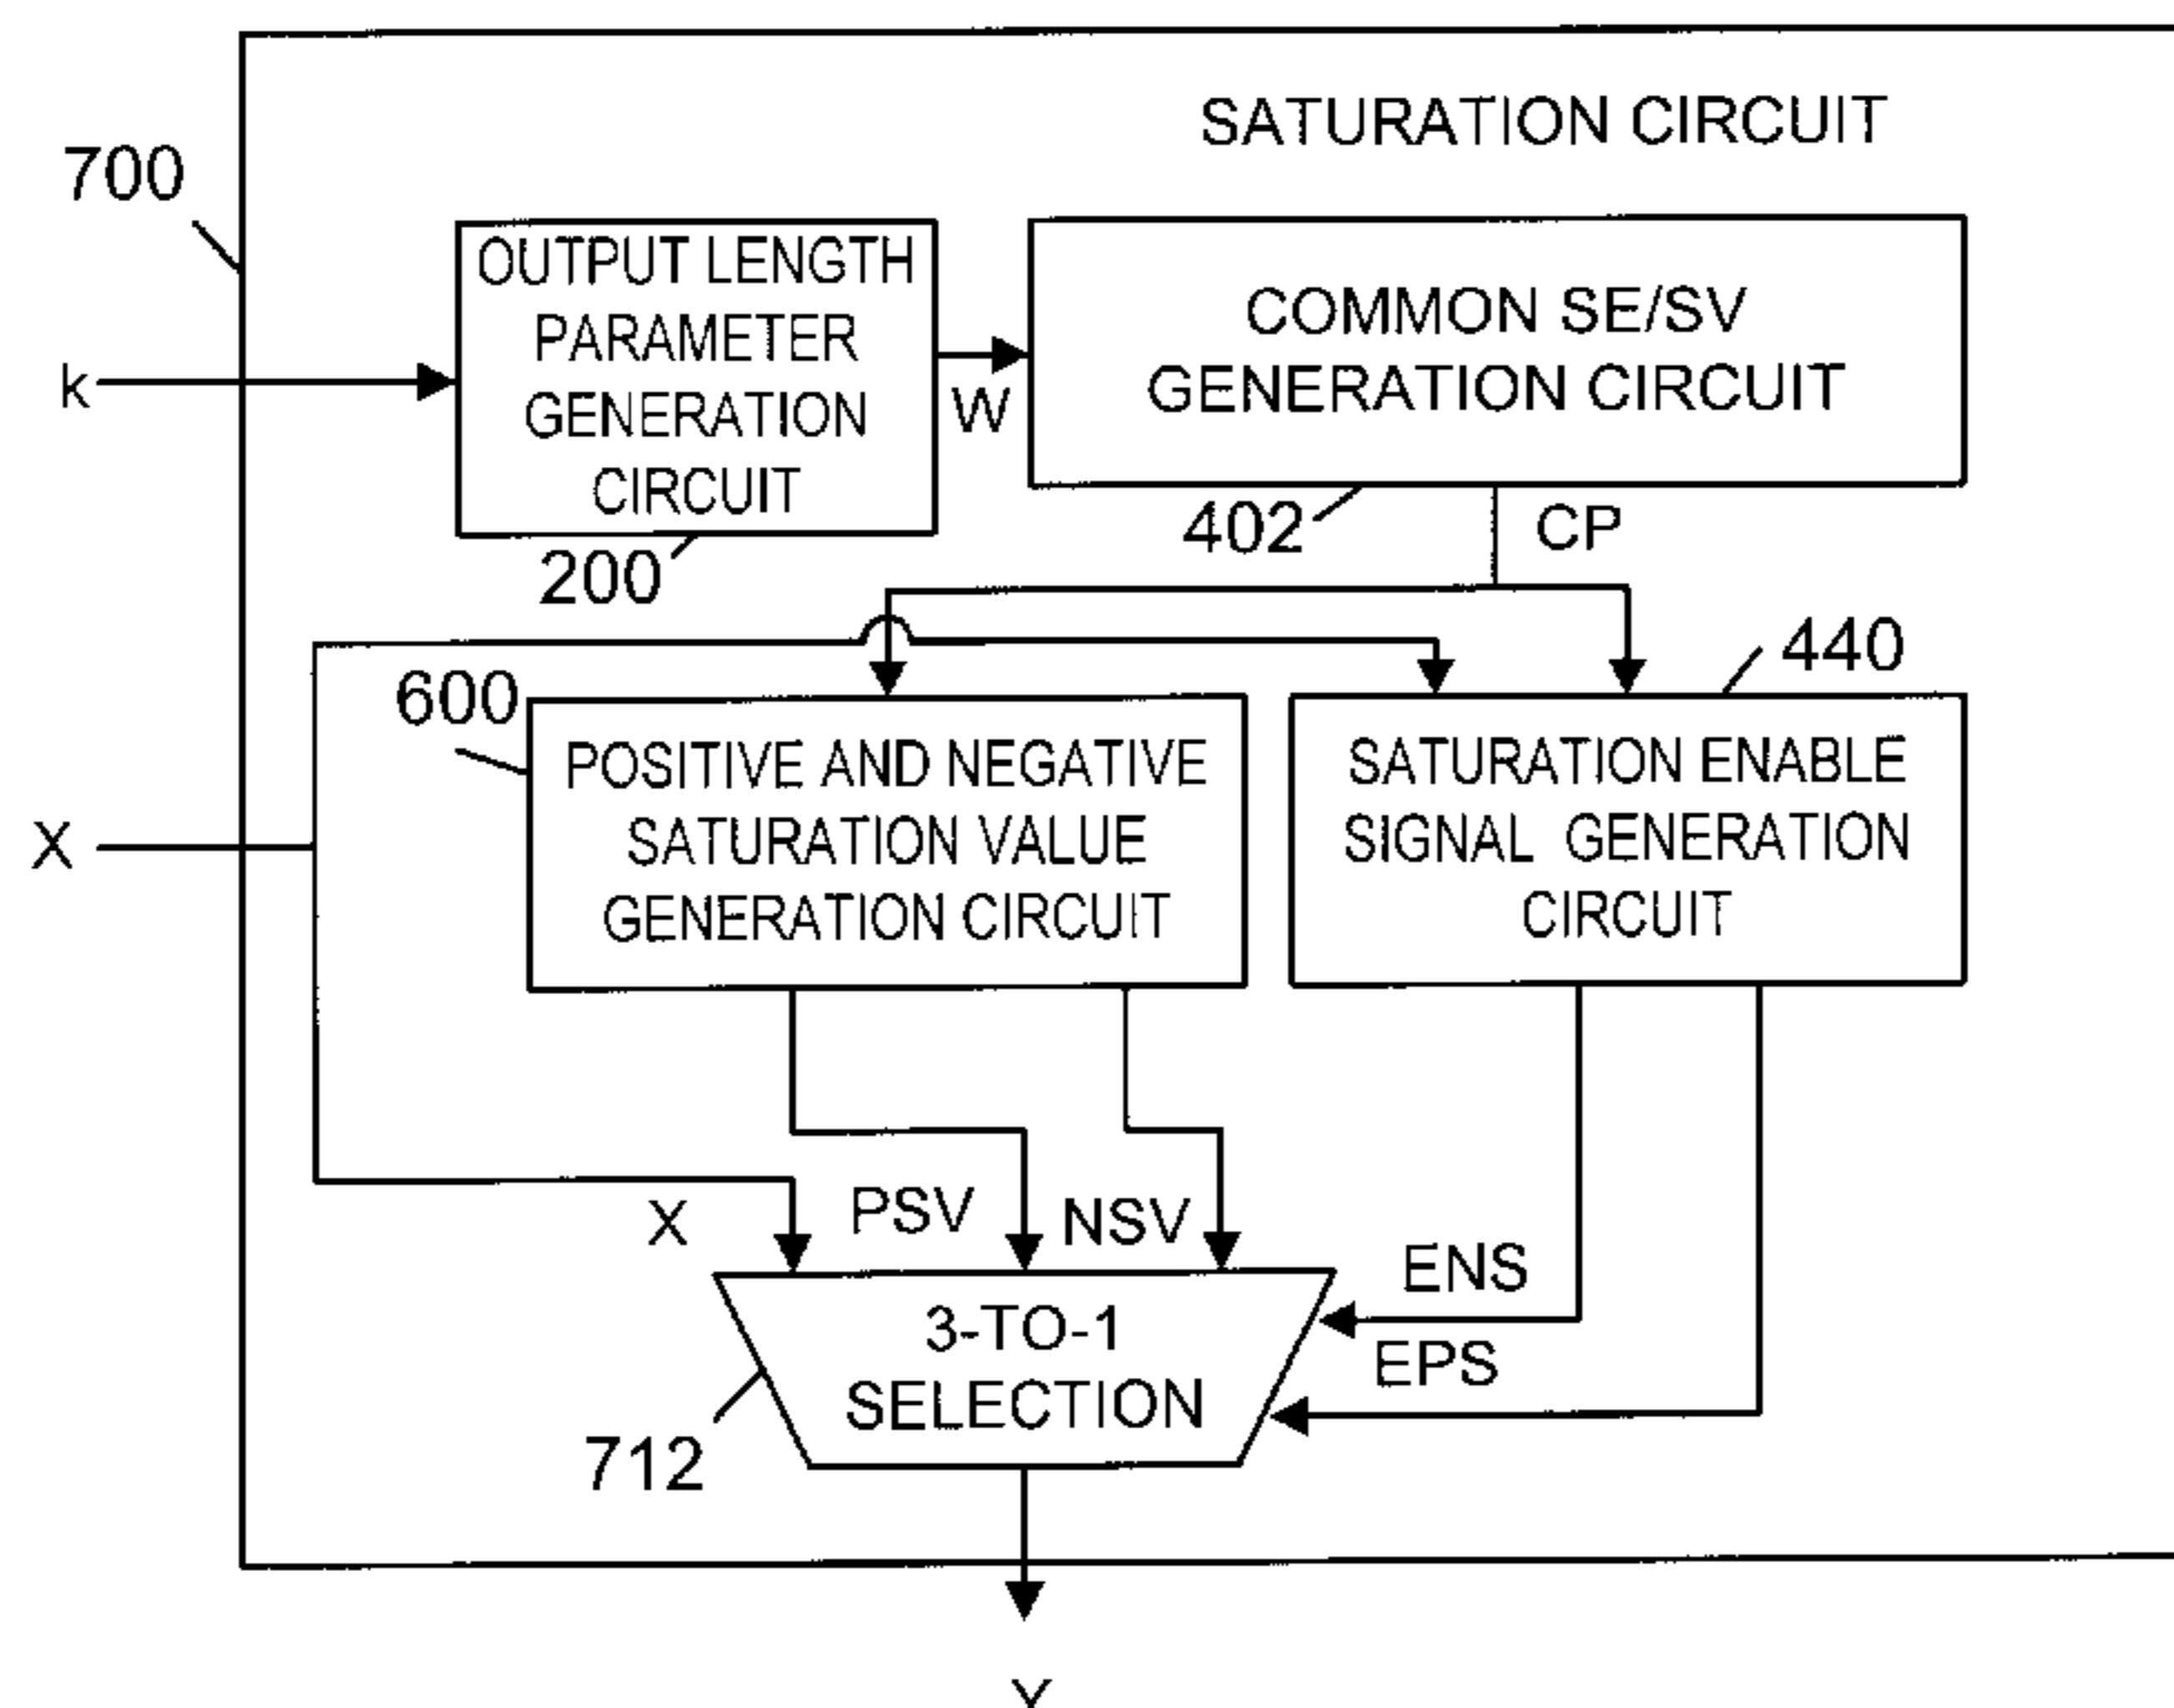 SATURATION CIRCUIT
700
OUTPUT LENGTH
PARAMETER
GENERATION
CIRCUIT
COMMON SE/SV
GENERATION CIRCUIT
k
W
402
CP
200
440
600
POSITIVE AND NEGATIVE
SATURATION VALUE
GENERATION CIRCUIT
SATURATION ENABLE
SIGNAL GENERATION
CIRCUIT
X
X
PSV
NSV
ENS
EPS
3-TO-1
SELECTION
712
Y